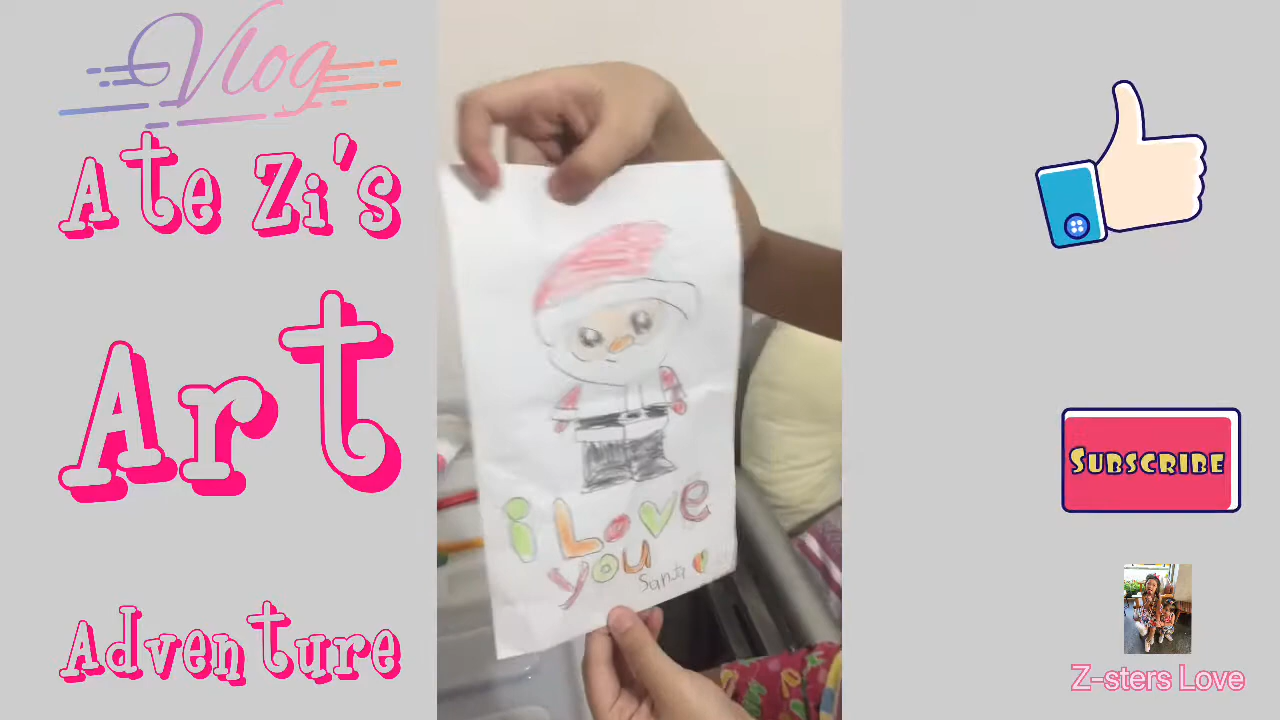 Vlog
Ate Zi's
Art
Adventure
i Love
you
Santa
SUBSCRIBE
Z-sters Love